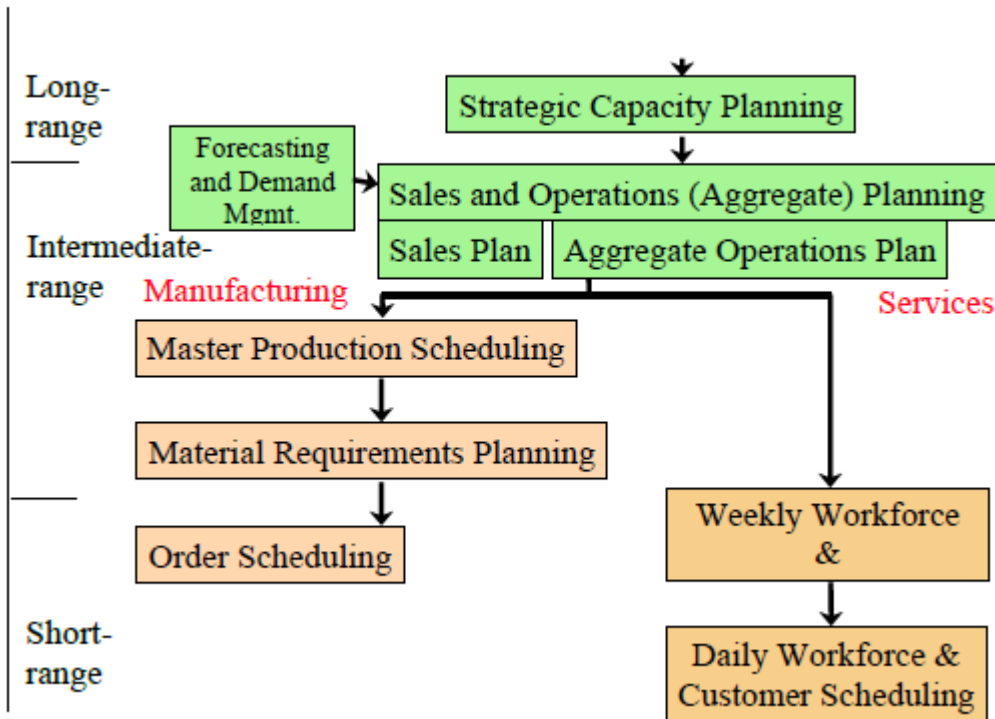 Long-
range
Strategic Capacity Planning
Forecasting
and Demand
Mgmt.
Sales and Operations (Aggregate) Planning
Sales Plan
Aggregate Operations Plan
Intermediate-
range
Manufacturing
Services
Master Production Scheduling
Material Requirements Planning
Order Scheduling
Weekly Workforce
&
Short-
range
Daily Workforce &
Customer Scheduling